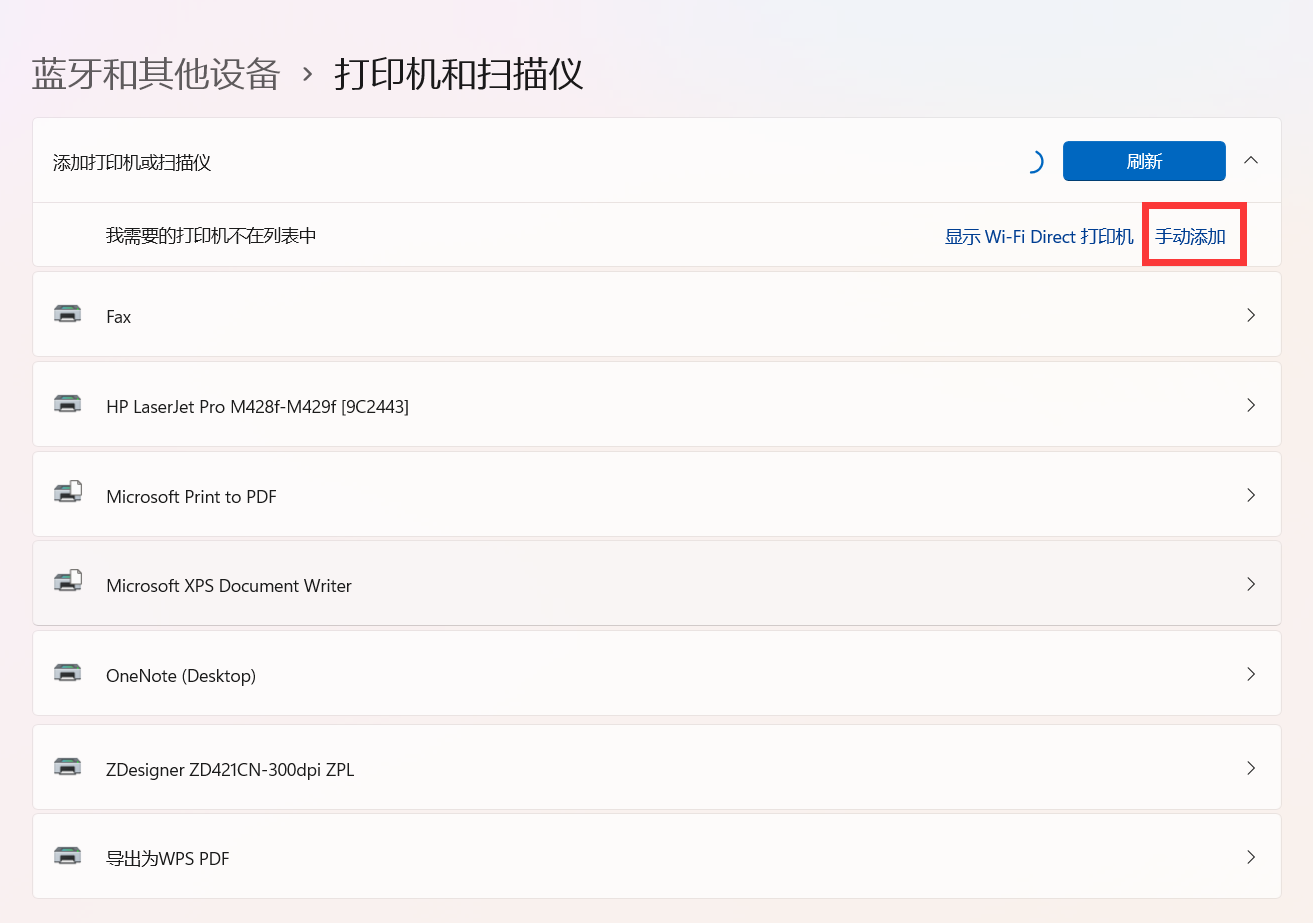 蓝牙和其他设备 › 打印机和扫描仪
添加打印机或扫描仪 刷新
我需要的打印机不在列表中 显示 Wi-Fi Direct 打印机 手动添加
Fax
HP LaserJet Pro M428f-M429f [9C2443]
Microsoft Print to PDF
Microsoft XPS Document Writer
OneNote (Desktop)
ZDesigner ZD421CN-300dpi ZPL
导出为WPS PDF